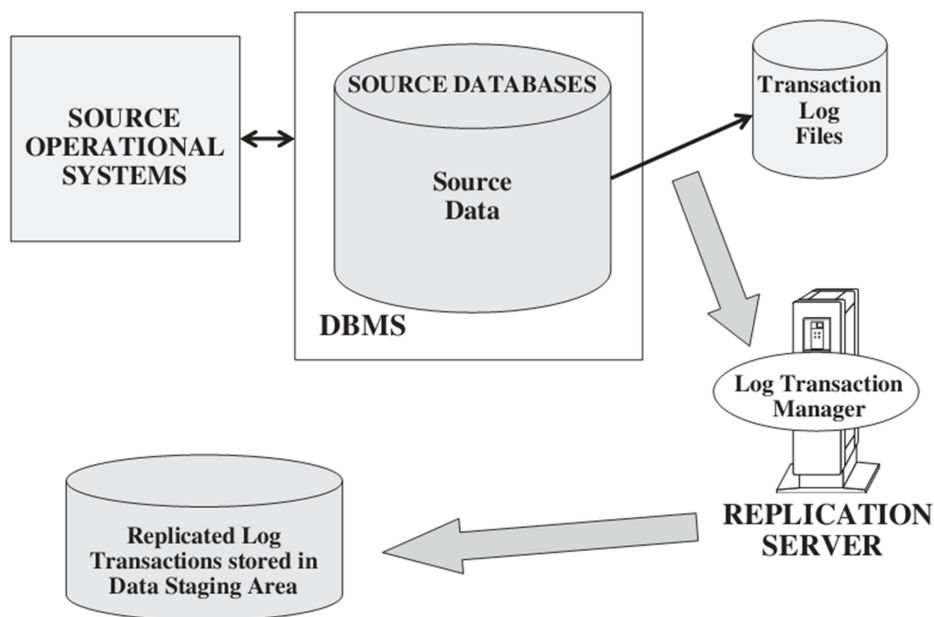 SOURCE
OPERATIONAL
SYSTEMS
SOURCE DATABASES
Source
Data
DBMS
Transaction
Log
Files
Log Transaction
Manager
REPLICATION
SERVER
Replicated Log
Transactions stored in
Data Staging Area